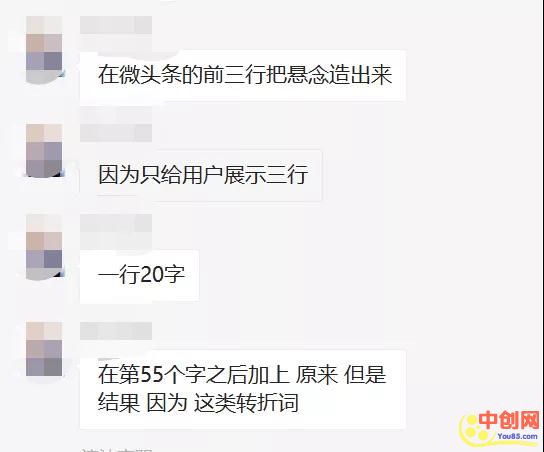 在微头条的前三行把悬念造出来
因为只给用户展示三行
一行20字
在第55个字之后加上 原来 但是
结果 因为 这类转折词
中创网
You85.com